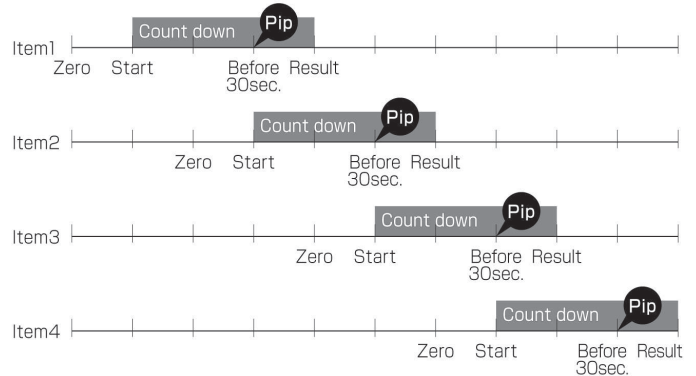 Pip
Count down
Item1
Zero Start Before Result
30sec.
Pip
Count down
Item2
Zero Start Before Result
30sec.
Pip
Count down
Item3
Zero Start Before Result
30sec.
Pip
Count down
Item4
Zero Start Before Result
30sec.